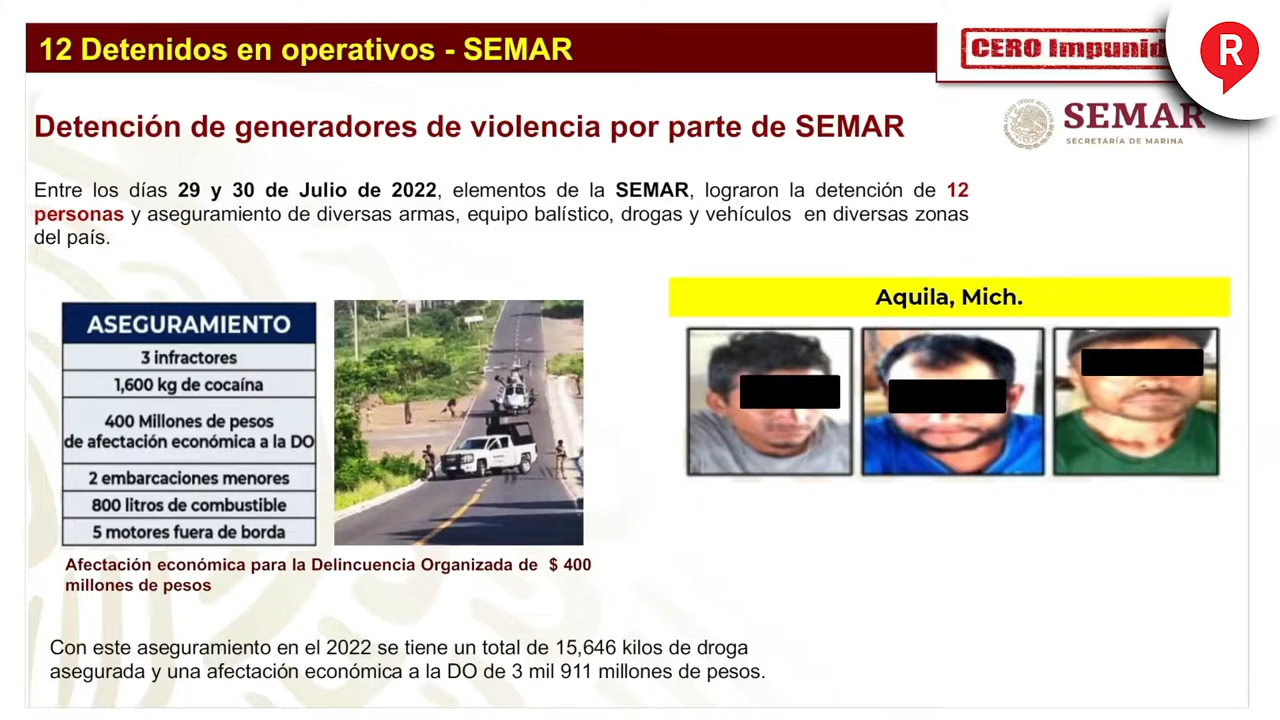 12 Detenidos en operativos - SEMAR
CERO Impunid
R
Detención de generadores de violencia por parte de SEMAR
SEMAR
SECRETARÍA DE MARINA
Entre los días 29 y 30 de Julio de 2022, elementos de la SEMAR, lograron la detención de 12
personas y aseguramiento de diversas armas, equipo balístico, drogas y vehículos en diversas zonas
del país.
ASEGURAMIENTO
3 infractores
1,600 kg de cocaína
400 Millones de pesos
de afectación económica a la DO
2 embarcaciones menores
800 litros de combustible
5 motores fuera de borda
Aquila, Mich.
Afectación económica para la Delincuencia Organizada de $ 400
millones de pesos
Con este aseguramiento en el 2022 se tiene un total de 15,646 kilos de droga
asegurada y una afectación económica a la DO de 3 mil 911 millones de pesos.